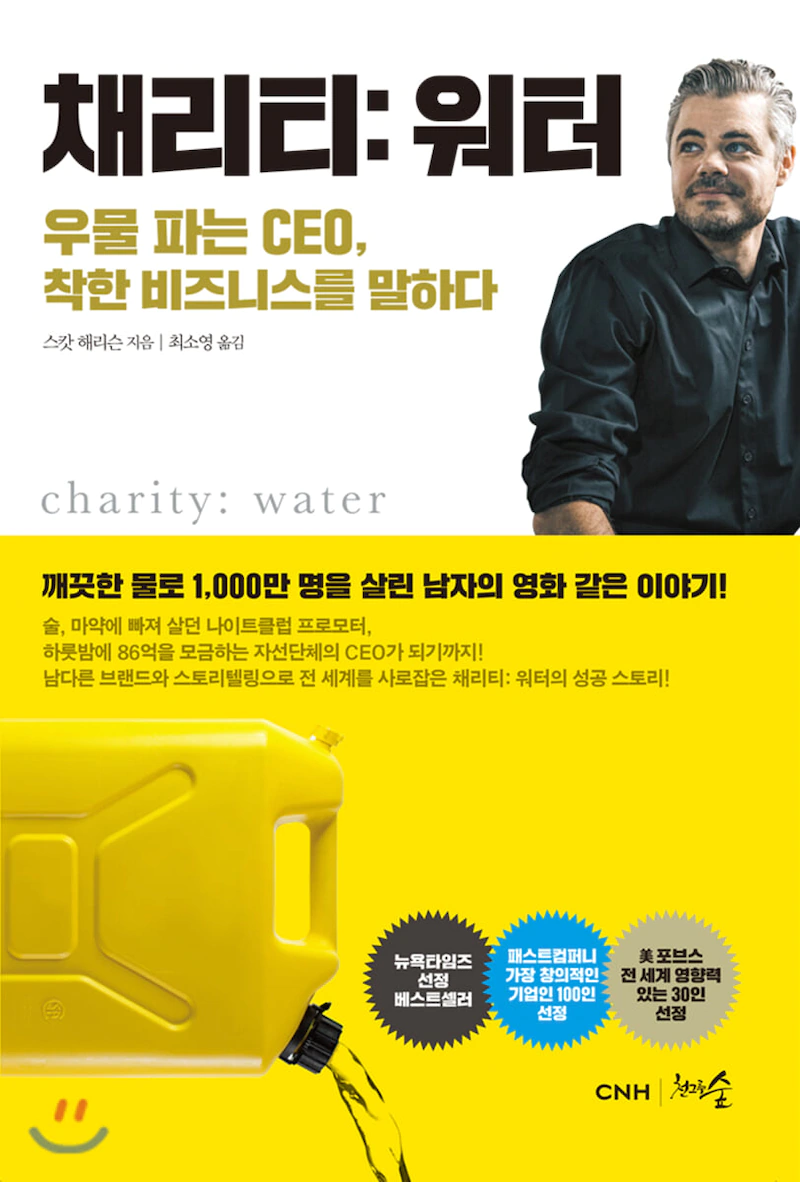 채리티: 워터
우물 파는 CEO,
착한 비즈니스를 말하다
스캇 해리슨 지음 | 최소영 옮김
charity: water
깨끗한 물로 1,000만 명을 살린 남자의 영화 같은 이야기!
술, 마약에 빠져 살던 나이트클럽 프로모터,
하룻밤에 86억을 모금하는 자선단체의 CEO가 되기까지!
남다른 브랜드와 스토리텔링으로 전 세계를 사로잡은 채리티: 워터의 성공 스토리!
뉴욕타임즈
선정
베스트셀러
패스트컴퍼니
가장 창의적인
기업인 100인
선정
美 포브스
전 세계 영향력
있는 30인
선정
CNH | 천그루숲